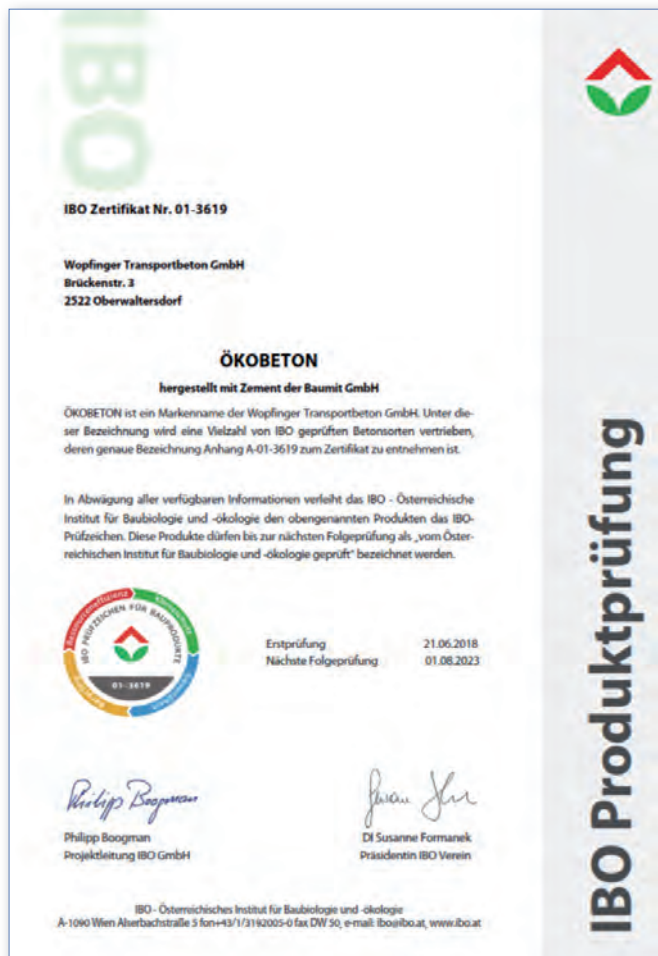 IBO
IBO Zertifikat Nr. 01-3619
Wopfinger Transportbeton GmbH
Brückenstr. 3
2522 Oberwaltersdorf
ÖKOBETON
hergestellt mit Zement der Baumit GmbH
ÖKOBETON ist ein Markenname der Wopfinger Transportbeton GmbH. Unter die-
ser Bezeichnung wird eine Vielzahl von IBO geprüften Betonsorten vertrieben,
deren genaue Bezeichnung Anhang A-01-3619 zum Zertifikat zu entnehmen ist.
In Abwägung aller verfügbaren Informationen verleiht das IBO - Österreichische
Institut für Baubiologie und -ökologie den obengenannten Produkten das IBO-
Prüfzeichen. Diese Produkte dürfen bis zur nächsten Folgeprüfung als „vom Öster-
reichischen Institut für Baubiologie und -ökologie geprüft" bezeichnet werden.
Ressourceneffizienz
Klimaschutz
IBO PRÜFZEICHEN FÜR BAUPRODUKTE
01-3619
Erstprüfung 21.06.2018
Nächste Folgeprüfung 01.08.2023
Philipp Boogman
Philipp Boogman
Projektleitung IBO GmbH
DI Susanne Formanek
Präsidentin IBO Verein
IBO - Österreichisches Institut für Baubiologie und -ökologie
A-1090 Wien Alserbachstraße 5 fon+43/1/3192005-0 fax DW 50, e-mail: ibo@ibo.at, www.ibo.at
IBO Produktprüfung